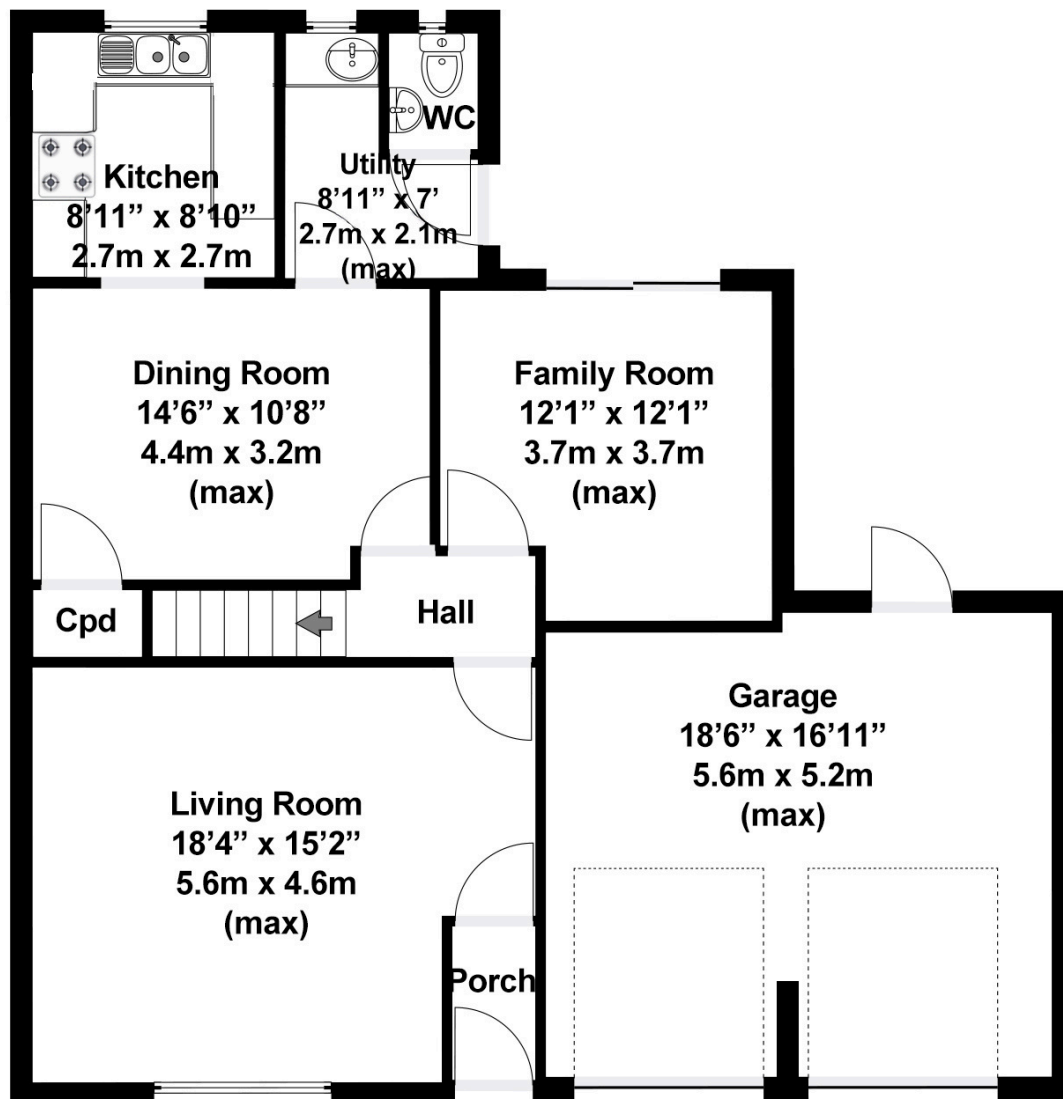 Kitchen
8’11” x 8’10”
2.7m x 2.7m
Utility
8’11” x 7’
2.7m x 2.1m
(max)
WC
Dining Room
14’6” x 10’8”
4.4m x 3.2m
(max)
Family Room
12’1” x 12’1”
3.7m x 3.7m
(max)
Cpd
Hall
Living Room
18’4” x 15’2”
5.6m x 4.6m
(max)
Garage
18’6” x 16’11”
5.6m x 5.2m
(max)
Porch